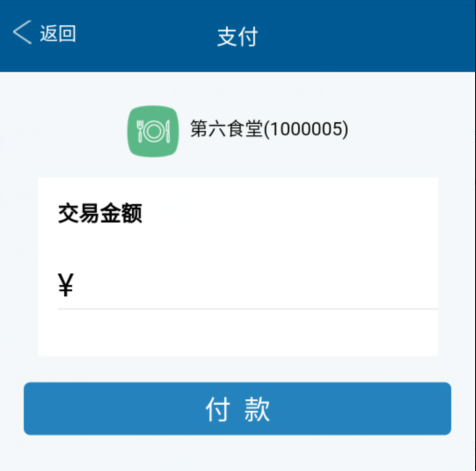 返回
支付
第六食堂(1000005)
交易金额
¥
付 款